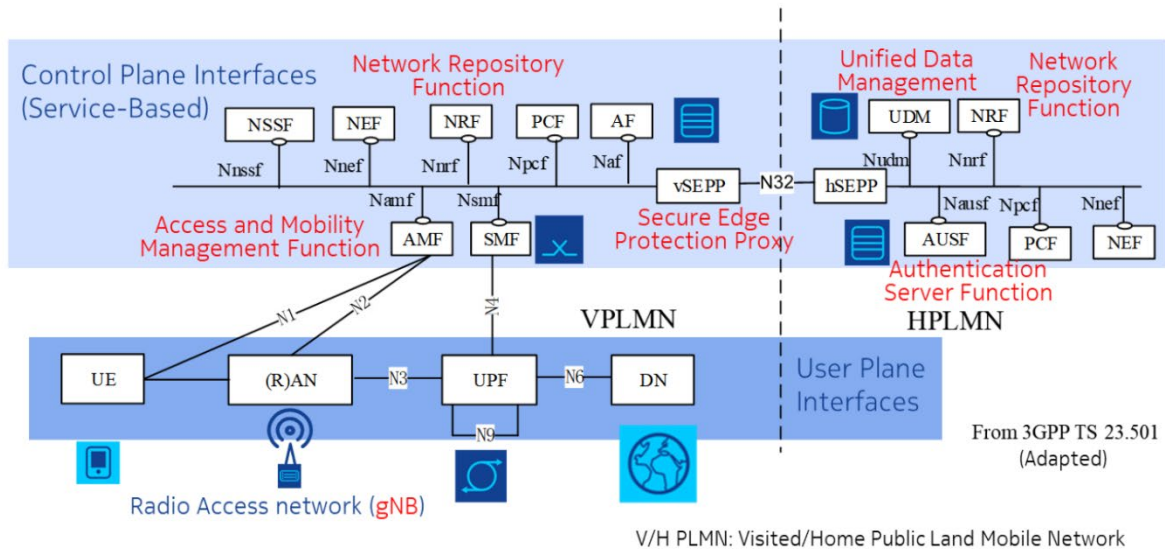 Control Plane Interfaces
(Service-Based)
Network Repository
Function
Unified Data
Management
Network
Repository
Function
NSSF
NEF
NRF
PCF
AF
UDM
NRF
Nnssf
Nnef
Nnrf
Npcf
Naf
Nudm
Nnrf
vSEPP
N32
hSEPP
Namf
Nsmf
Nausf
Npcf
Nnef
Access and Mobility
Management Function
AMF
SMF
Secure Edge
Protection Proxy
AUSF
PCF
NEF
Authentication
Server Function
N1
N2
N4
VPLMN
HPLMN
UE
(R)AN
N3
UPF
N6
DN
User Plane
Interfaces
N9
From 3GPP TS 23.501
(Adapted)
Radio Access network (gNB)
V/H PLMN: Visited/Home Public Land Mobile Network